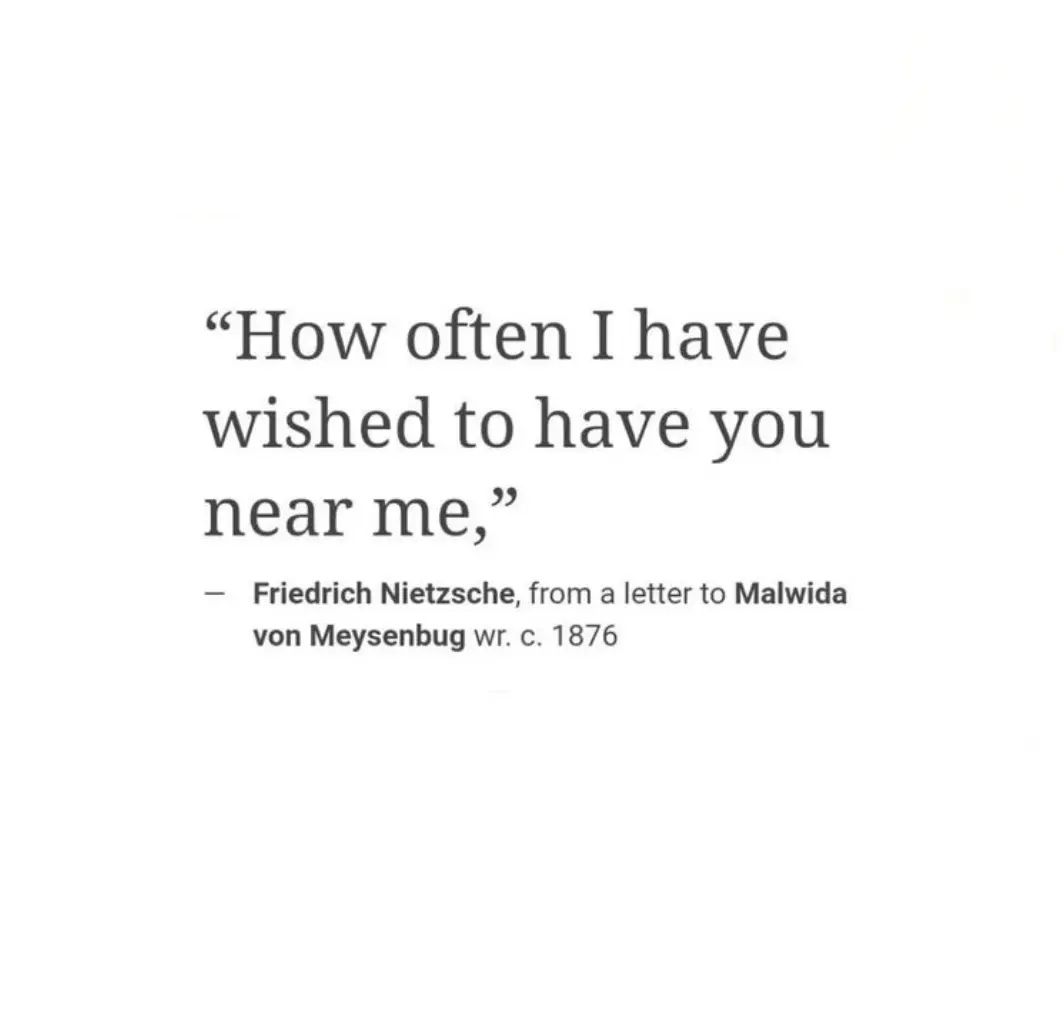 “How often I have
wished to have you
near me,”
— Friedrich Nietzsche, from a letter to Malwida
von Meysenbug wr. c. 1876